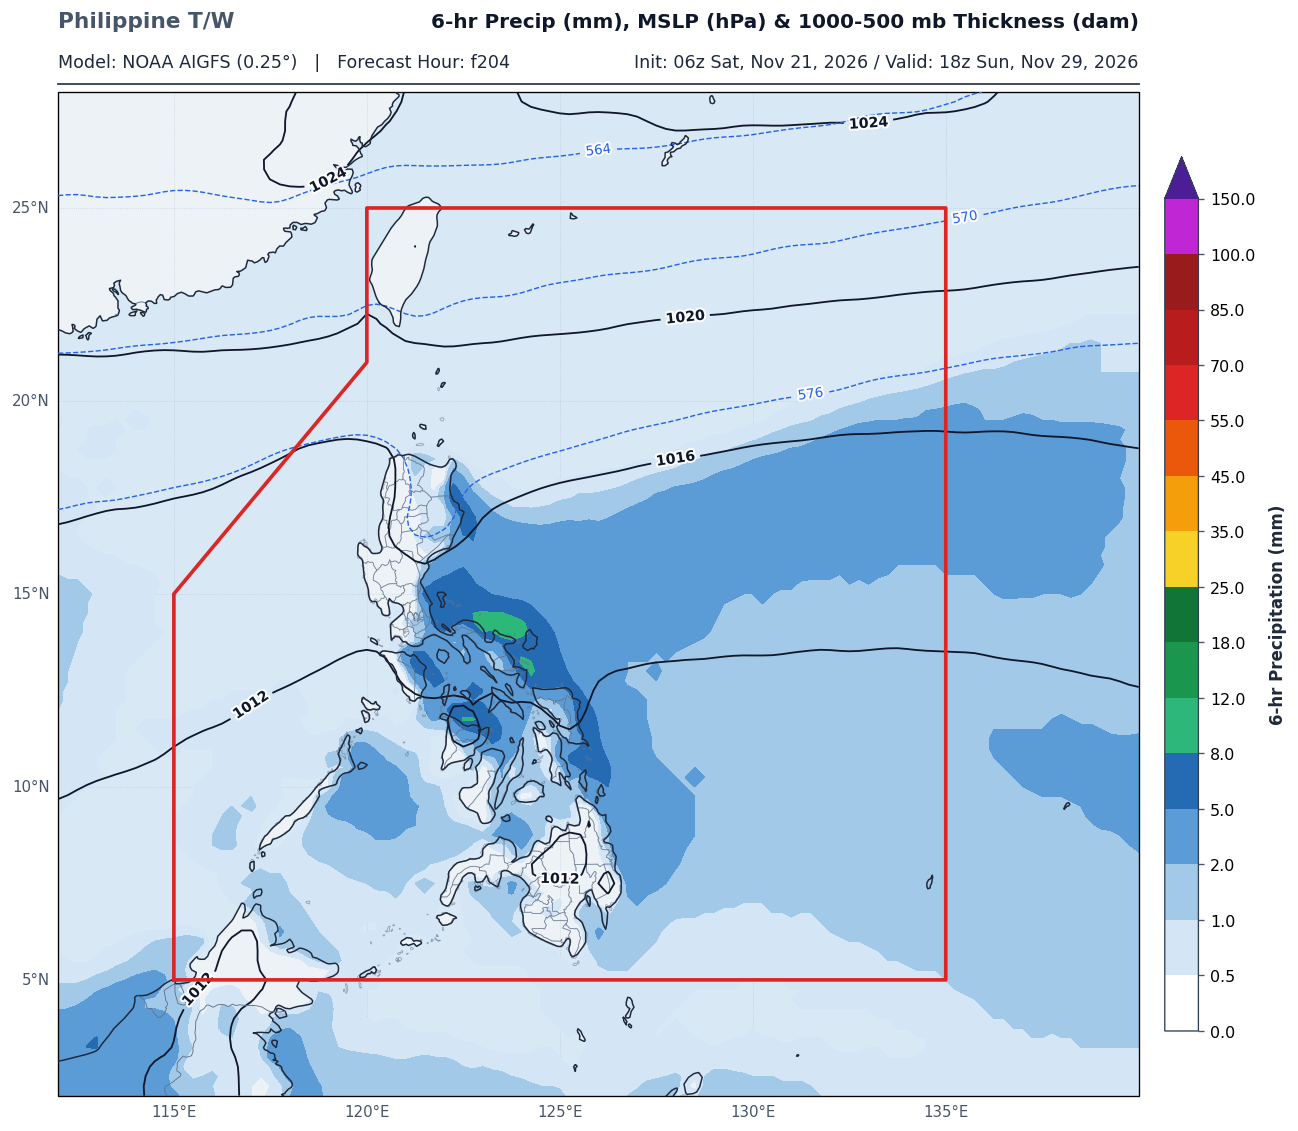 Philippine T/W
6-hr Precip (mm), MSLP (hPa) & 1000-500 mb Thickness (dam)
Model: NOAA AIGFS (0.25°)   |   Forecast Hour: f204
Init: 06z Sat, Nov 21, 2026 / Valid: 18z Sun, Nov 29, 2026
1024
564
1024
570
1020
576
1016
1012
1012
1012
25°N
20°N
15°N
10°N
5°N
115°E
120°E
125°E
130°E
135°E
150.0
100.0
85.0
70.0
55.0
45.0
35.0
25.0
18.0
12.0
8.0
5.0
2.0
1.0
0.5
0.0
6-hr Precipitation (mm)